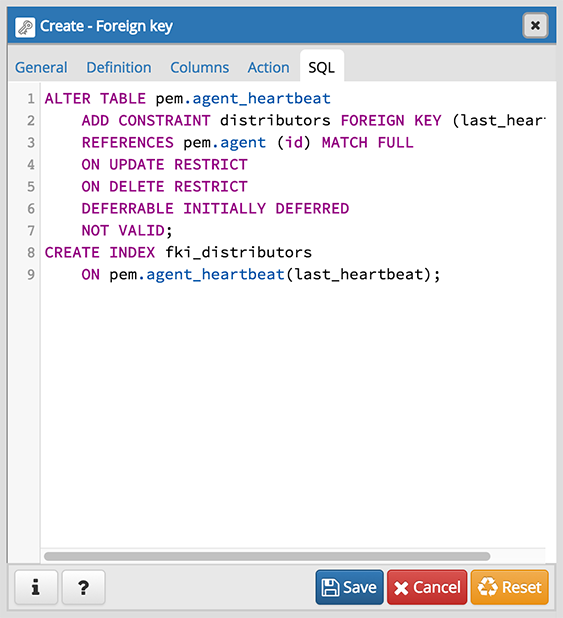 Create - Foreign key
General Definition Columns Action SQL
1 ALTER TABLE pem.agent_heartbeat
2 ADD CONSTRAINT distributors FOREIGN KEY (last_hear
3 REFERENCES pem.agent (id) MATCH FULL
4 ON UPDATE RESTRICT
5 ON DELETE RESTRICT
6 DEFERRABLE INITIALLY DEFERRED
7 NOT VALID;
8 CREATE INDEX fki_distributors
9 ON pem.agent_heartbeat(last_heartbeat);
i ? Save Cancel Reset